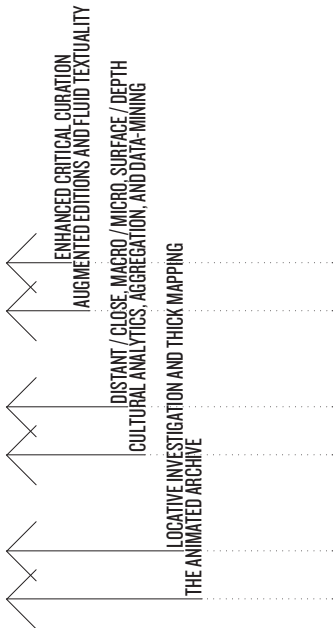 ENHANCED CRITICAL CURATION
AUGMENTED EDITIONS AND FLUID TEXTUALITY
DISTANT / CLOSE, MACRO / MICRO, SURFACE / DEPTH
CULTURAL ANALYTICS, AGGREGATION, AND DATA-MINING
LOCATIVE INVESTIGATION AND THICK MAPPING
THE ANIMATED ARCHIVE